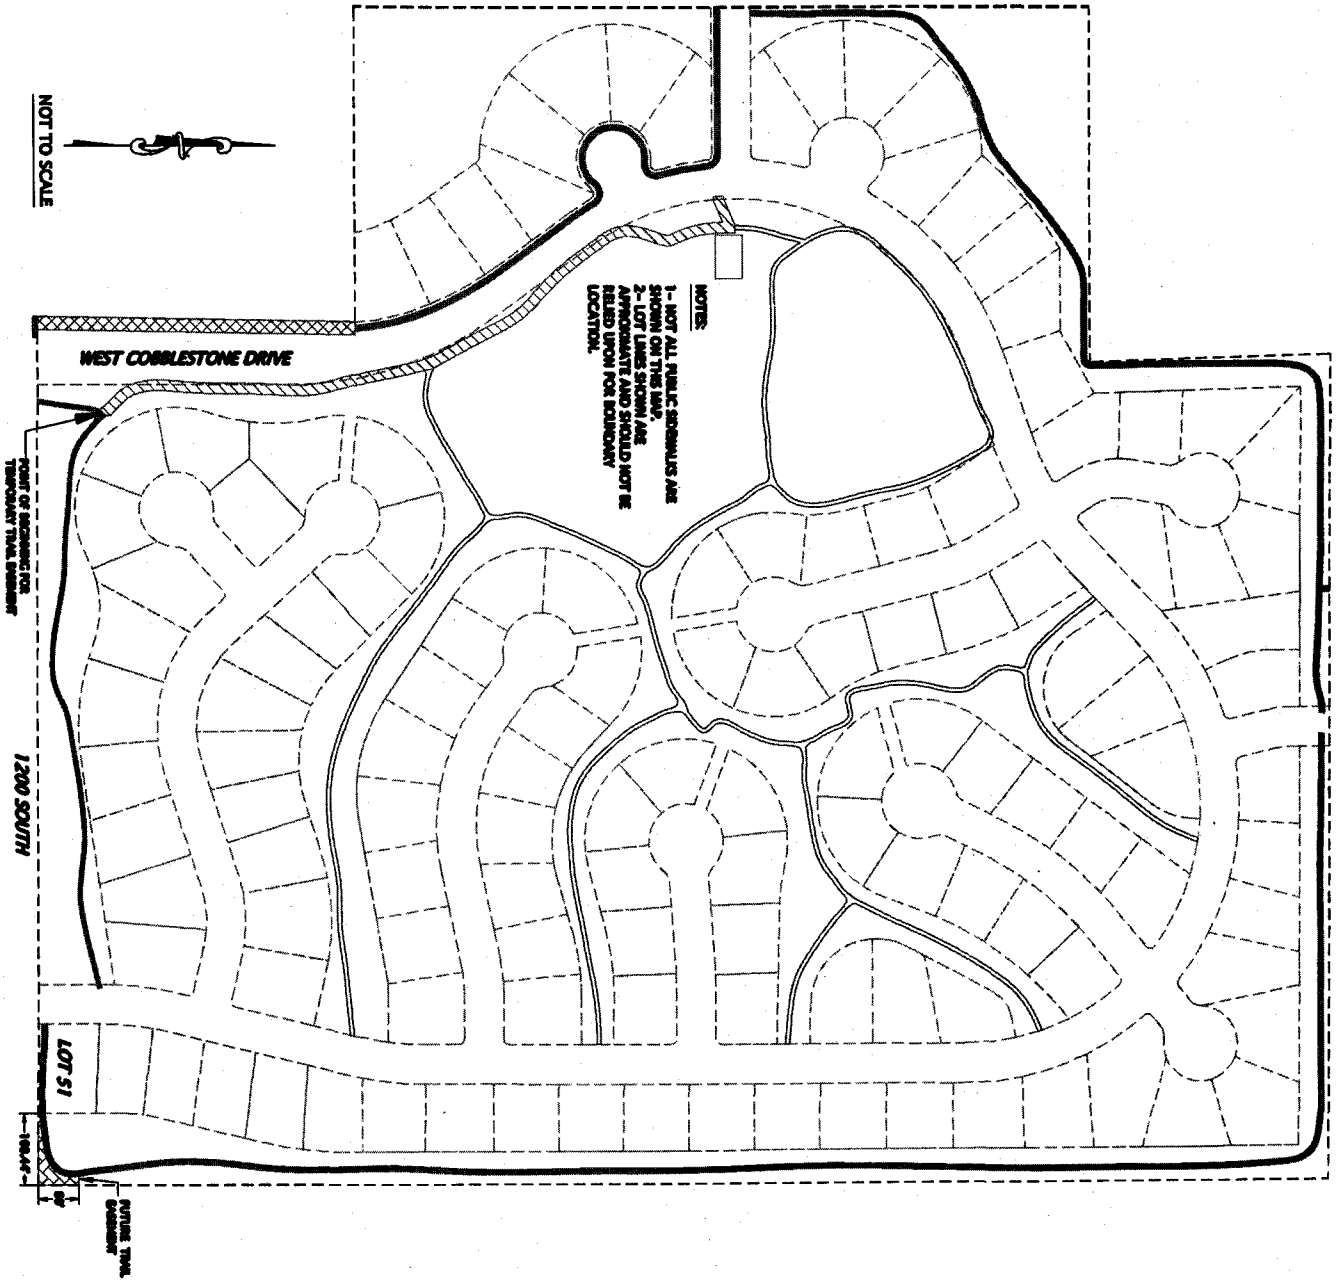 NOT TO SCALE
NOTES:
1- NOT ALL PUBLIC SIDEWALKS ARE
SHOWN ON THIS MAP.
2- LOT LINES SHOWN ARE
APPROXIMATE AND SHOULD NOT BE
RELIED UPON FOR BOUNDARY
LOCATION.
WEST COBBLESTONE DRIVE
POINT OF BEGINNING FOR
TEMPORARY TRAIL EASEMENT
1200 SOUTH
LOT 51
FUTURE TRAIL
EASEMENT